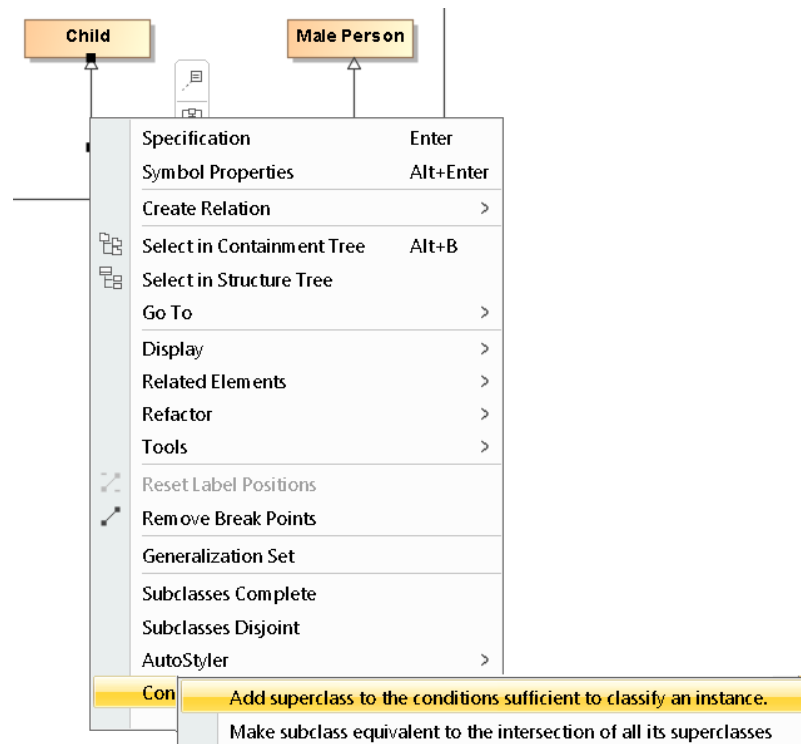 Child
Male Person
Specification Enter
Symbol Properties Alt+Enter
Create Relation
Select in Containment Tree Alt+B
Select in Structure Tree
Go To
Display
Related Elements
Refactor
Tools
Reset Label Positions
Remove Break Points
Generalization Set
Subclasses Complete
Subclasses Disjoint
AutoStyler
Con
Add superclass to the conditions sufficient to classify an instance.
Make subclass equivalent to the intersection of all its superclasses